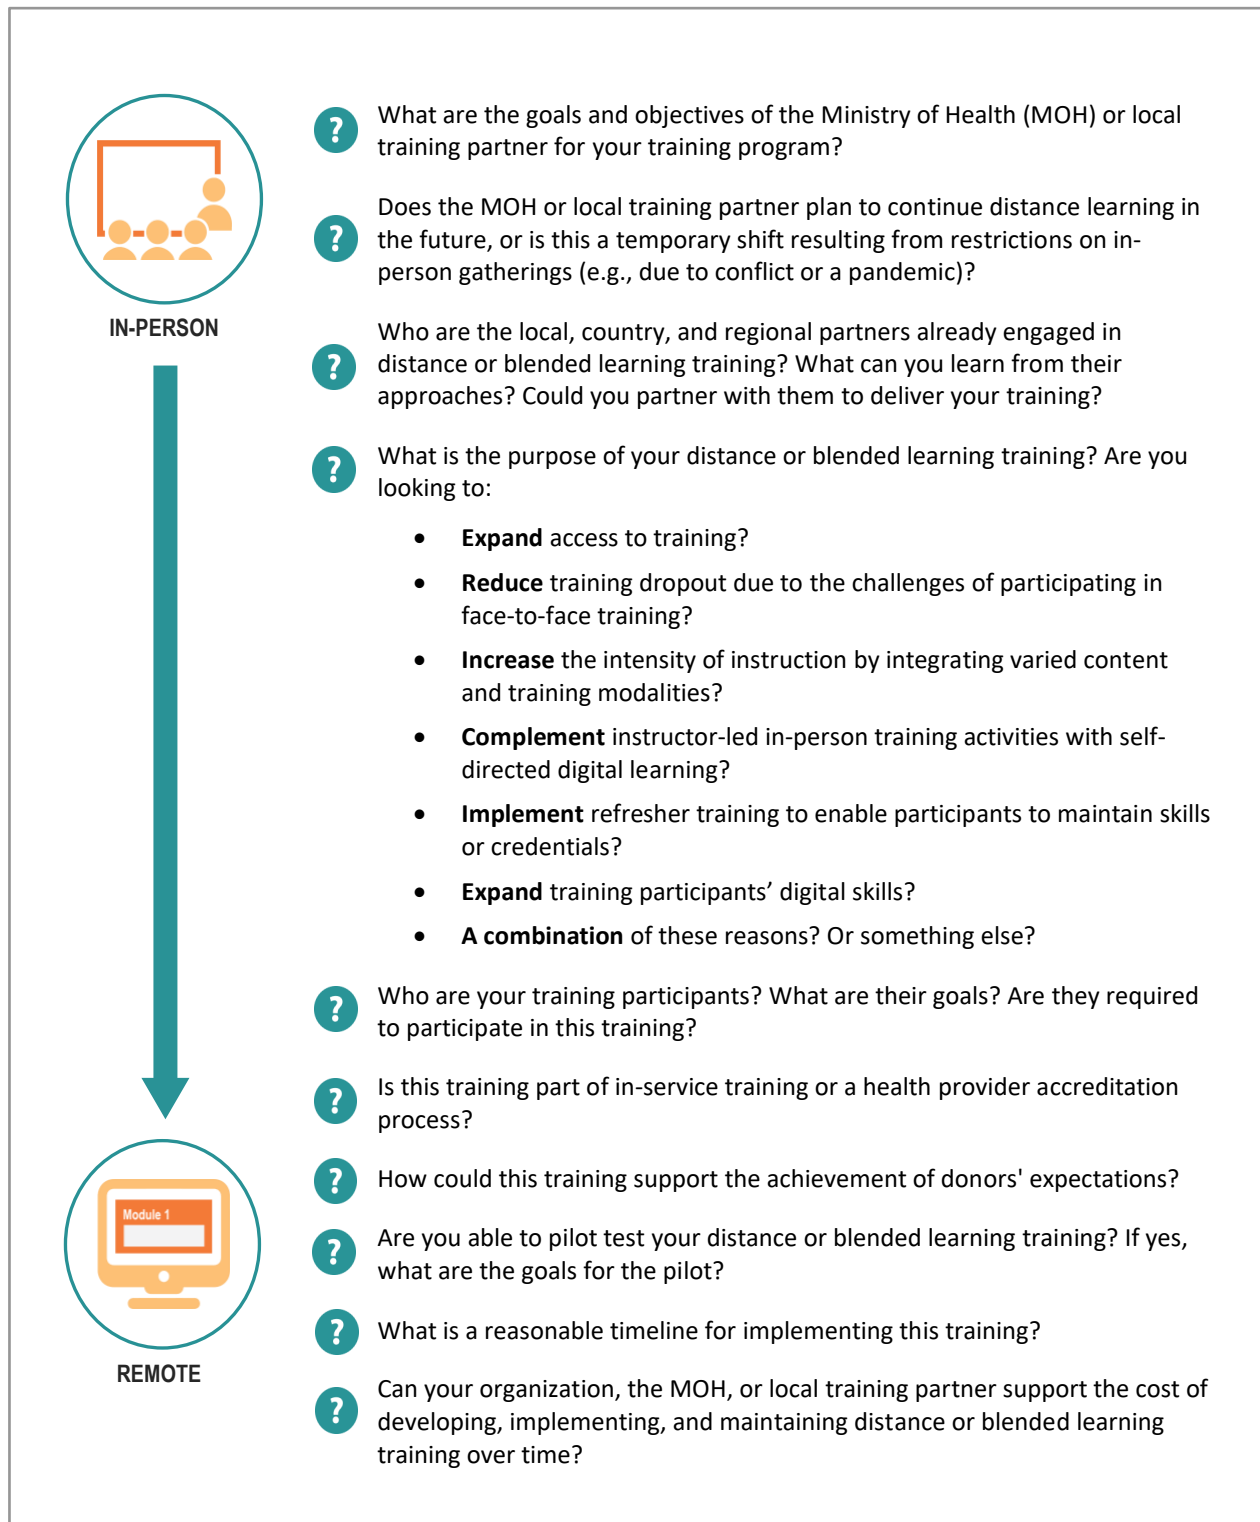 What are the goals and objectives of the Ministry of Health (MOH) or local
training partner for your training program?
Does the MOH or local training partner plan to continue distance learning in
the future, or is this a temporary shift resulting from restrictions on in-
person gatherings (e.g., due to conflict or a pandemic)?
IN-PERSON
Who are the local, country, and regional partners already engaged in
distance or blended learning training? What can you learn from their
approaches? Could you partner with them to deliver your training?
What is the purpose of your distance or blended learning training? Are you
looking to:
• Expand access to training?
• Reduce training dropout due to the challenges of participating in
face-to-face training?
• Increase the intensity of instruction by integrating varied content
and training modalities?
• Complement instructor-led in-person training activities with self-
directed digital learning?
• Implement refresher training to enable participants to maintain skills
or credentials?
• Expand training participants’ digital skills?
• A combination of these reasons? Or something else?
Who are your training participants? What are their goals? Are they required
to participate in this training?
Is this training part of in-service training or a health provider accreditation
process?
How could this training support the achievement of donors' expectations?
Module 1
Are you able to pilot test your distance or blended learning training? If yes,
what are the goals for the pilot?
What is a reasonable timeline for implementing this training?
REMOTE
Can your organization, the MOH, or local training partner support the cost of
developing, implementing, and maintaining distance or blended learning
training over time?